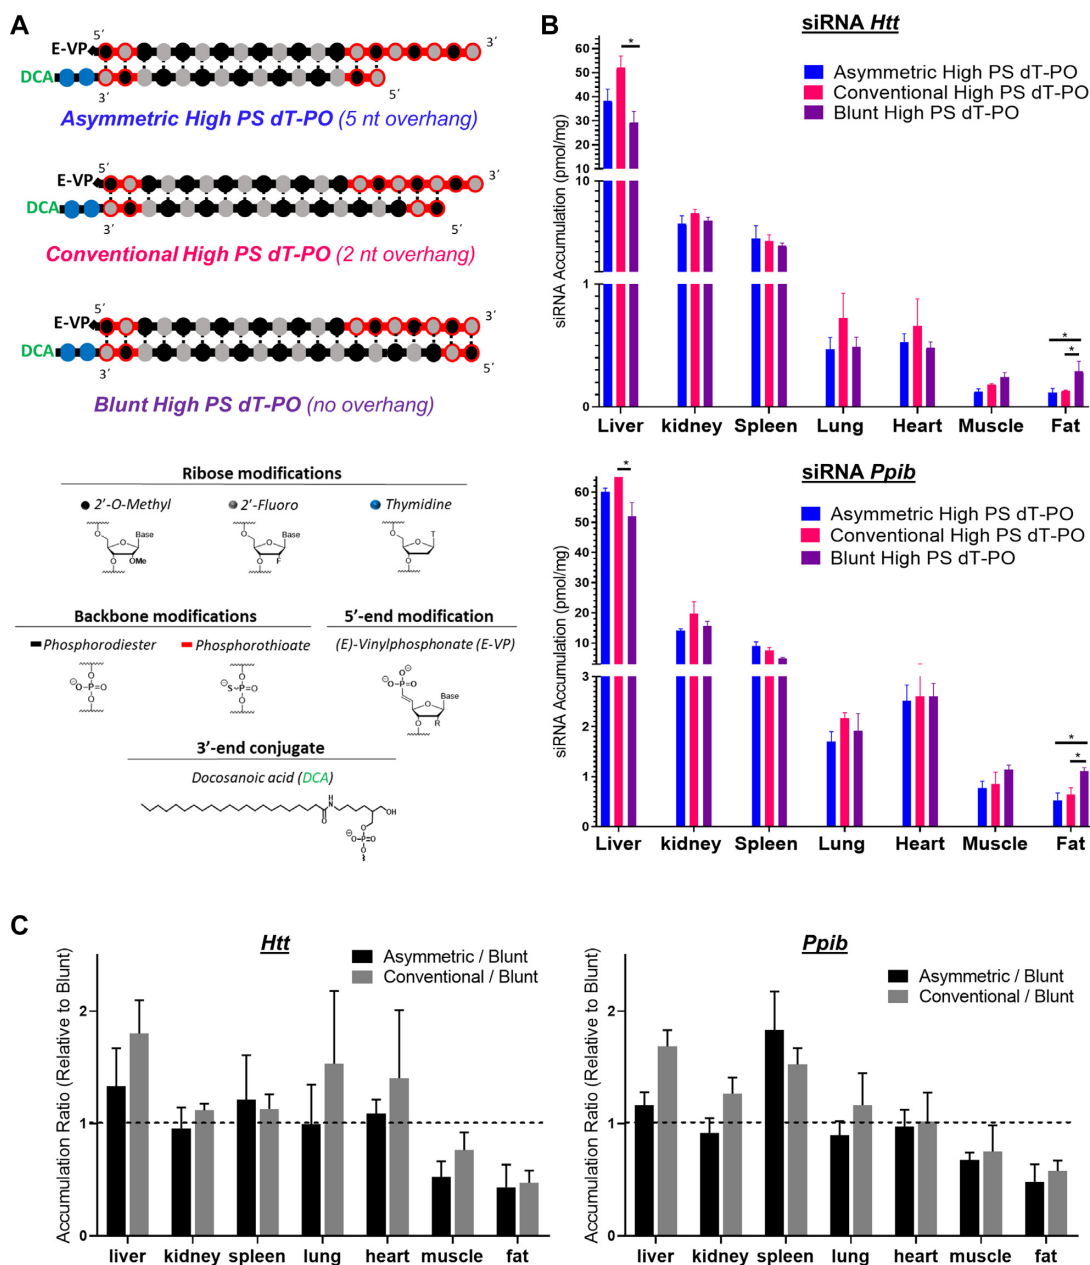 A
5´
E-VP
3´
DCA
3´
5´
Asymmetric High PS dT-PO (5 nt overhang)
5´
E-VP
3´
DCA
3´
5´
Conventional High PS dT-PO (2 nt overhang)
5´
E-VP
3´
DCA
3´
5´
Blunt High PS dT-PO (no overhang)
Ribose modifications
2′-O-Methyl
2′-Fluoro
Thymidine
Base
OMe
Base
F
T
O
Backbone modifications
Phosphorodiester
Phosphorothioate
5′-end modification
(E)-Vinylphosphonate (E-VP)
Base
R
3′-end conjugate
Docosanoic acid (DCA)
OH
B
siRNA Htt
Asymmetric High PS dT-PO
Conventional High PS dT-PO
Blunt High PS dT-PO
siRNA Accumulation (pmol/mg)
60
50
40
30
20
10
10
1
0
*
*
*
Liver kidney Spleen Lung Heart Muscle Fat
siRNA Ppib
Asymmetric High PS dT-PO
Conventional High PS dT-PO
Blunt High PS dT-PO
siRNA Accumulation (pmol/mg)
60
50
40
30
20
10
3
2
1
0
*
*
*
Liver kidney Spleen Lung Heart Muscle Fat
C
Htt
Asymmetric / Blunt
Conventional / Blunt
Accumulation Ratio (Relative to Blunt)
2
1
0
liver kidney spleen lung heart muscle fat
Ppib
Asymmetric / Blunt
Conventional / Blunt
Accumulation Ratio (Relative to Blunt)
2
1
0
liver kidney spleen lung heart muscle fat